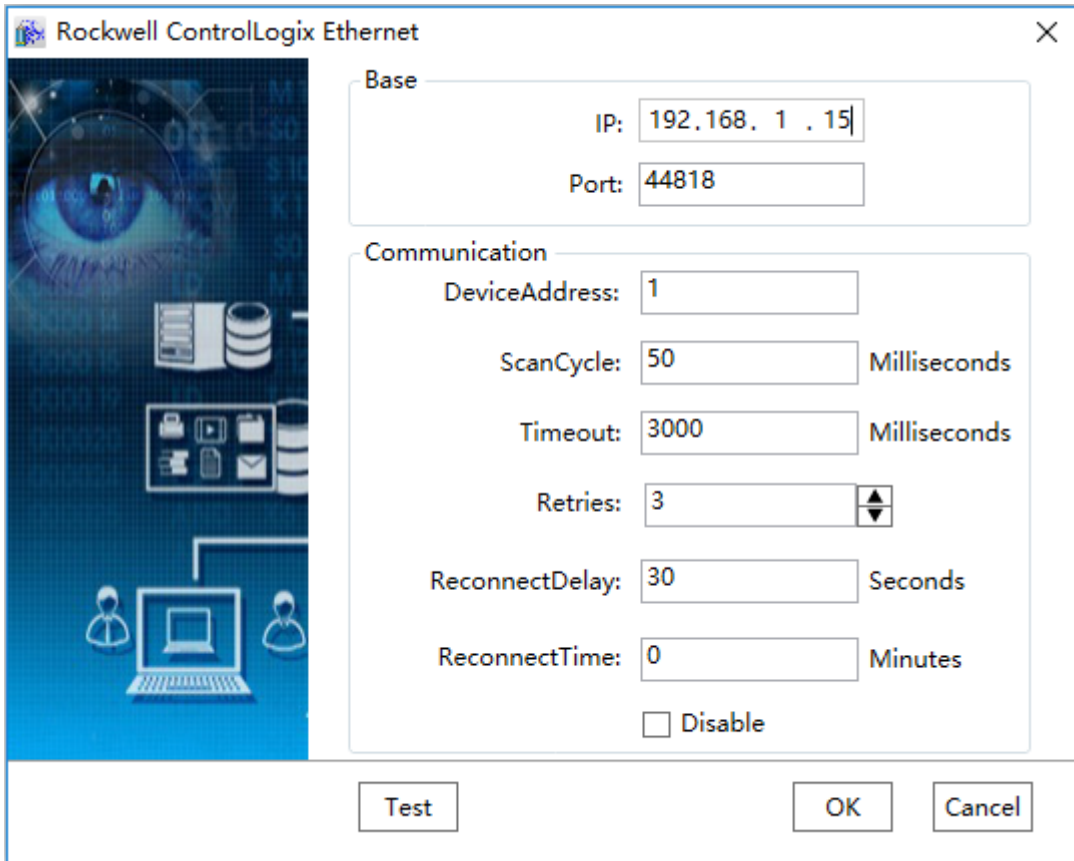 Rockwell ControlLogix Ethernet
Base
IP: 192.168. 1 . 15
Port: 44818
Communication
DeviceAddress: 1
ScanCycle: 50 Milliseconds
Timeout: 3000 Milliseconds
Retries: 3
ReconnectDelay: 30 Seconds
ReconnectTime: 0 Minutes
Disable
Test OK Cancel